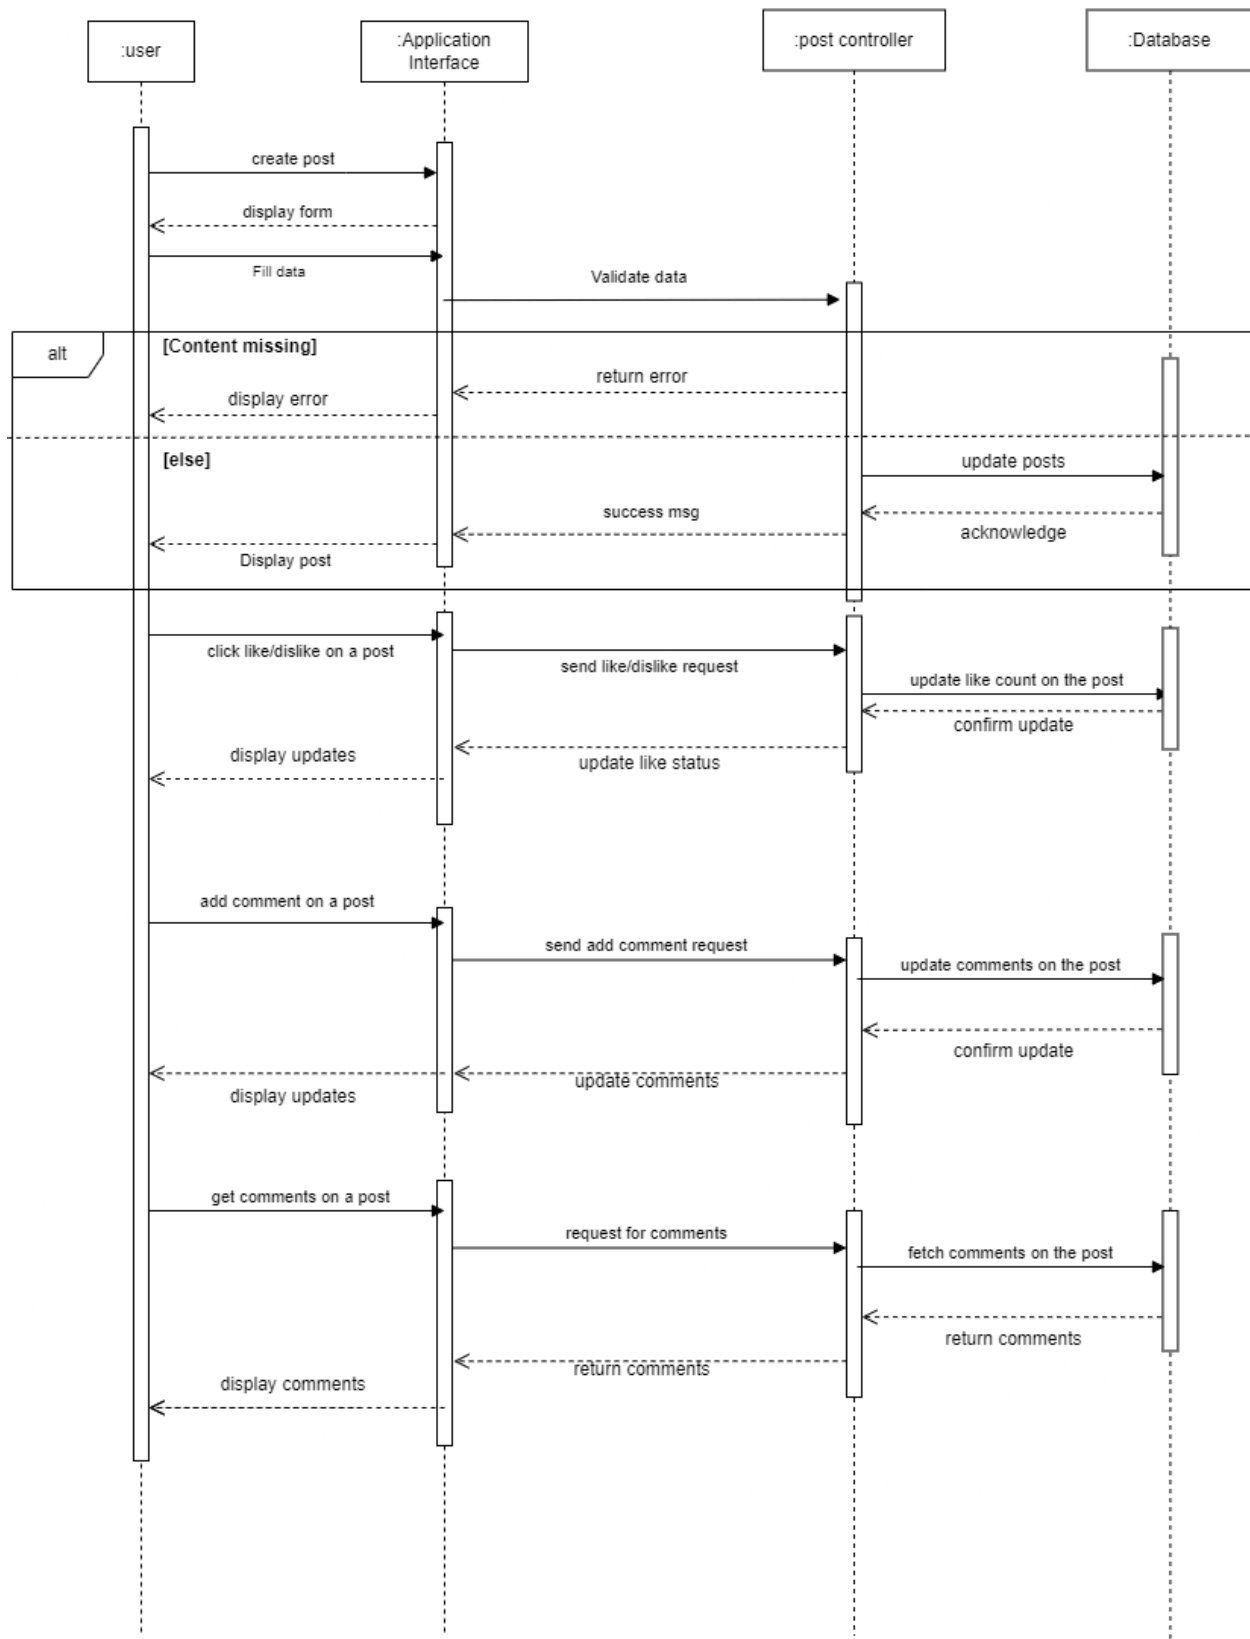 :user
:Application
Interface
:post controller
:Database
create post
display form
Fill data
Validate data
alt
[Content missing]
return error
display error
[else]
update posts
success msg
acknowledge
Display post
click like/dislike on a post
send like/dislike request
update like count on the post
confirm update
display updates
update like status
add comment on a post
send add comment request
update comments on the post
confirm update
update comments
display updates
get comments on a post
request for comments
fetch comments on the post
return comments
return comments
display comments